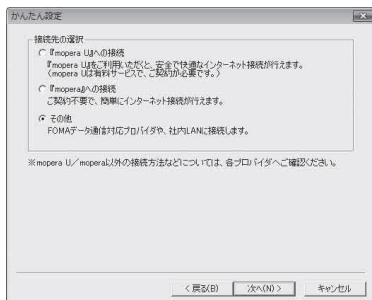 かんたん設定
接続先の選択
『mopera U』への接続
『mopera U』をご利用いただくと、安全で快適なインターネット接続が行えます。
(mopera Uは有料サービスで、ご契約が必要です。)
『mopera』への接続
ご契約不要で、簡単にインターネット接続が行えます。
その他
FOMAデータ通信対応プロバイダや、社内LANに接続します。
※mopera U／mopera以外の接続方法などについては、各プロバイダへご確認ください。
< 戻る(B)
次へ(N) >
キャンセル